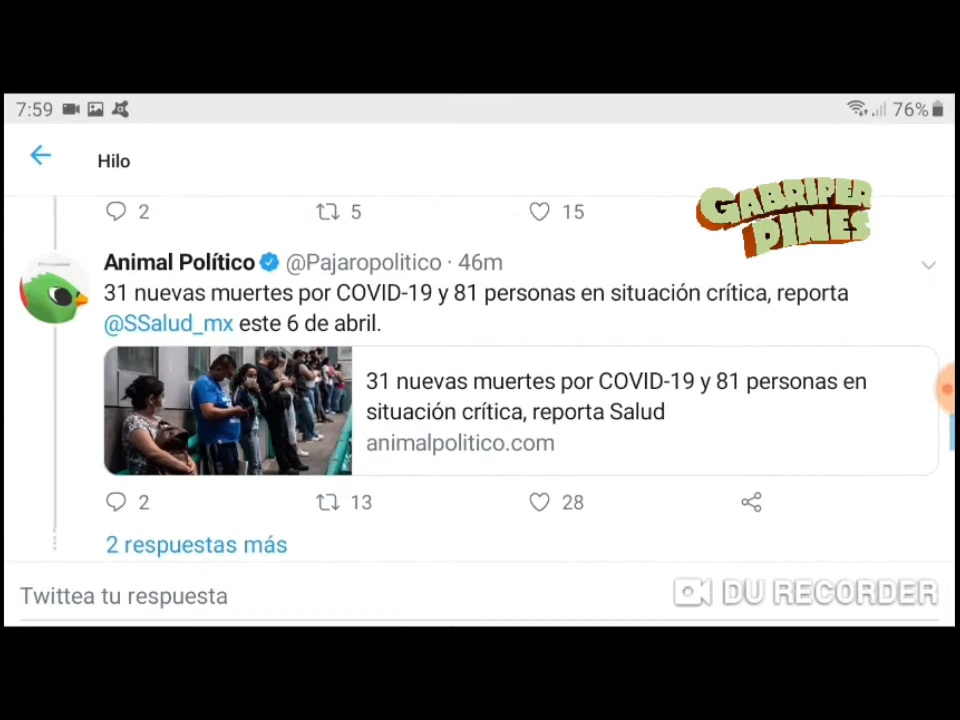 7:59
76%
Hilo
2 5 15
GABRIPER
DINES
Animal Político @Pajaropolitico · 46m
31 nuevas muertes por COVID-19 y 81 personas en situación crítica, reporta
@SSalud_mx este 6 de abril.
31 nuevas muertes por COVID-19 y 81 personas en
situación crítica, reporta Salud
animalpolitico.com
2 13 28
2 respuestas más
Twittea tu respuesta
DU RECORDER